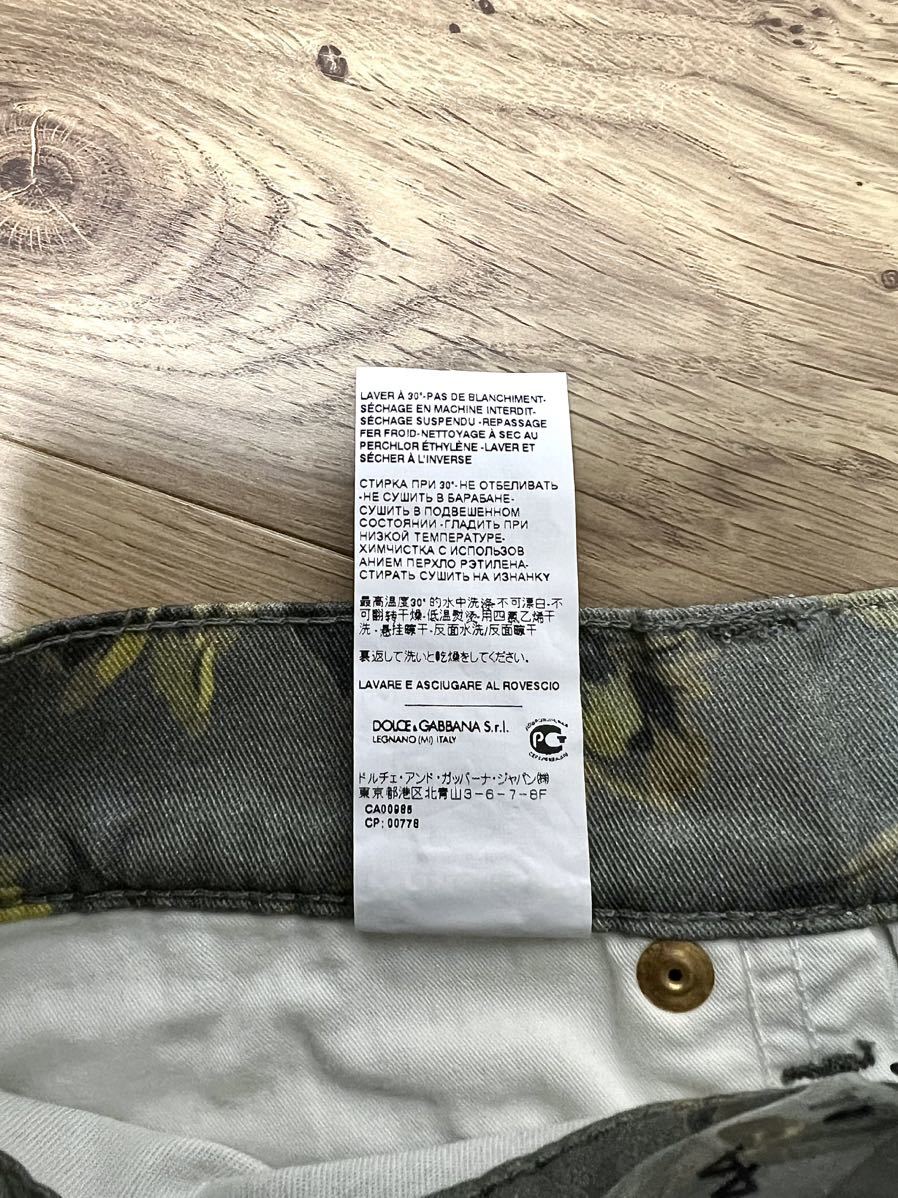 LAVER À 30°-PAS DE BLANCHIMENT-
SÉCHAGE EN MACHINE INTERDIT-
SÉCHAGE SUSPENDU -REPASSAGE
FER FROID-NETTOYAGE À SEC AU
PERCHLOR ÉTHYLÈNE -LAVER ET
SÉCHER À L'INVERSE
СТИРКА ПРИ 30°-НЕ ОТБЕЛИВАТЬ
-НЕ СУШИТЬ В БАРАБАНЕ-
СУШИТЬ В ПОДВЕШЕННОМ
СОСТОЯНИИ -ГЛАДИТЬ ПРИ
НИЗКОЙ ТЕМПЕРАТУРЕ-
ХИМЧИСТКА С ИСПОЛЬЗОВ
АНИЕМ ПЕРХЛО РЭТИЛЕНА-
СТИРАТЬ СУШИТЬ НА ИЗНАНКУ
最高温度30°的水中洗涤-不可漂白-不
可翻转干燥-低温熨烫-用四氯乙烯干
洗-悬挂晾干-反面水洗/反面晾干
裏返して洗いと乾燥をしてください。
LAVARE E ASCIUGARE AL ROVESCIO
DOLCE&GABBANA S.r.l.
LEGNANO (MI) ITALY
PG
ドルチェ・アンド・ガッバーナ・ジャパン㈱
東京都港区北青山3-6-7-8F
CA00985
CP: 00778